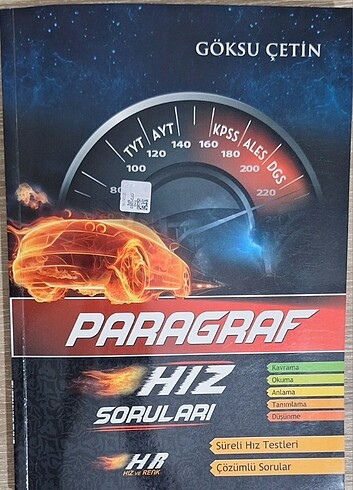 GÖKSU ÇETİN
TYT AYT KPSS ALES DGS
80 100 120 140 160 180 200 220
PARAGRAF
HIZ
SORULARI
Kavrama
Okuma
Anlama
Tanımlama
Düşünme
Süreli Hız Testleri
Çözümlü Sorular
HR
HIZ ve RENK